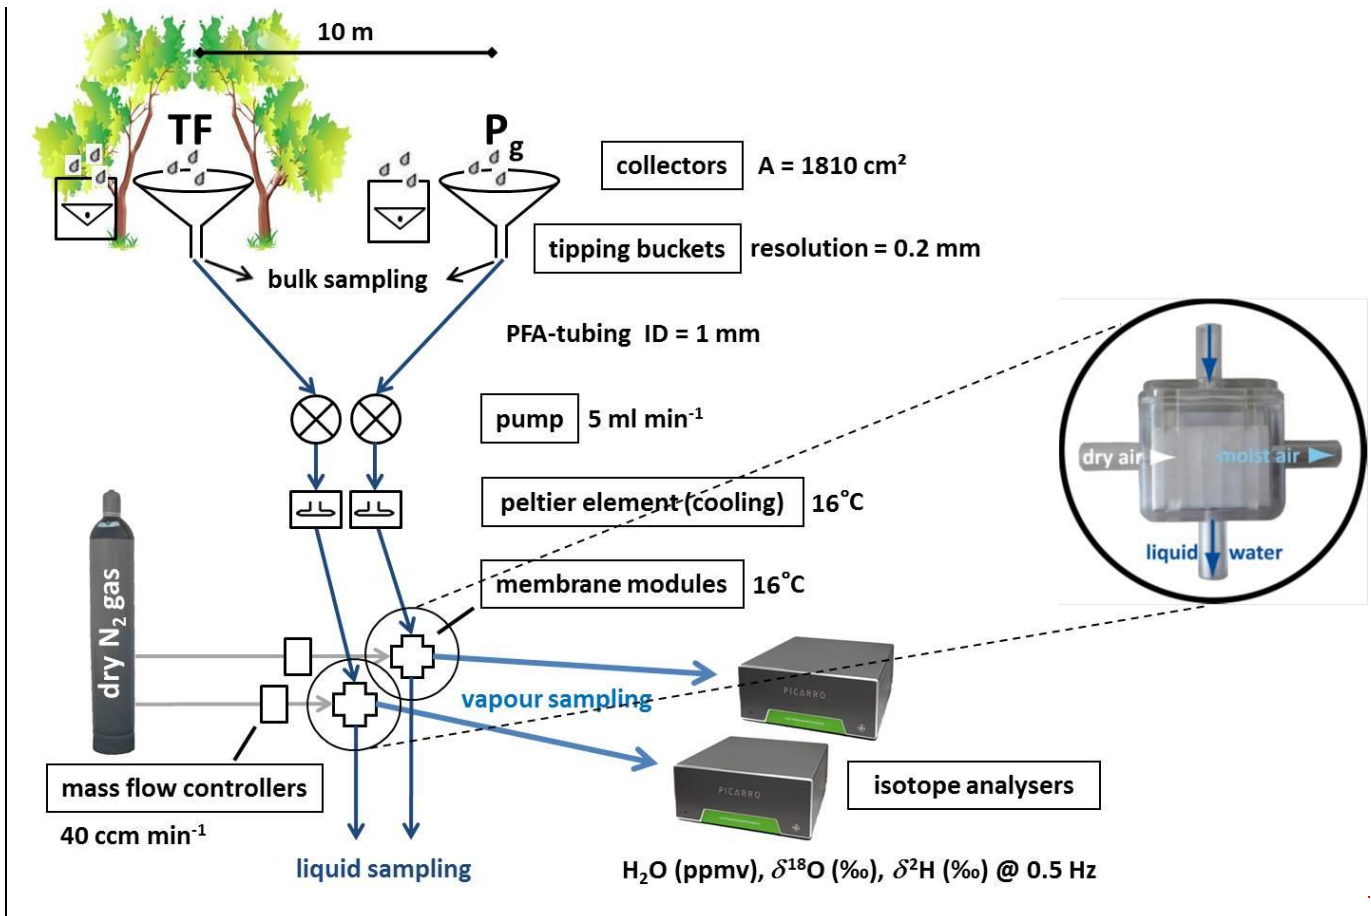 10 m
TF
Pg
collectors A = 1810 cm²
tipping buckets resolution = 0.2 mm
bulk sampling
PFA-tubing ID = 1 mm
pump 5 ml min⁻¹
peltier element (cooling) 16°C
membrane modules 16°C
dry air
moist air
liquid water
dry N₂ gas
vapour sampling
PICARRO
PICARRO
mass flow controllers
40 ccm min⁻¹
isotope analysers
liquid sampling
H₂O (ppmv), δ¹⁸O (‰), δ²H (‰) @ 0.5 Hz